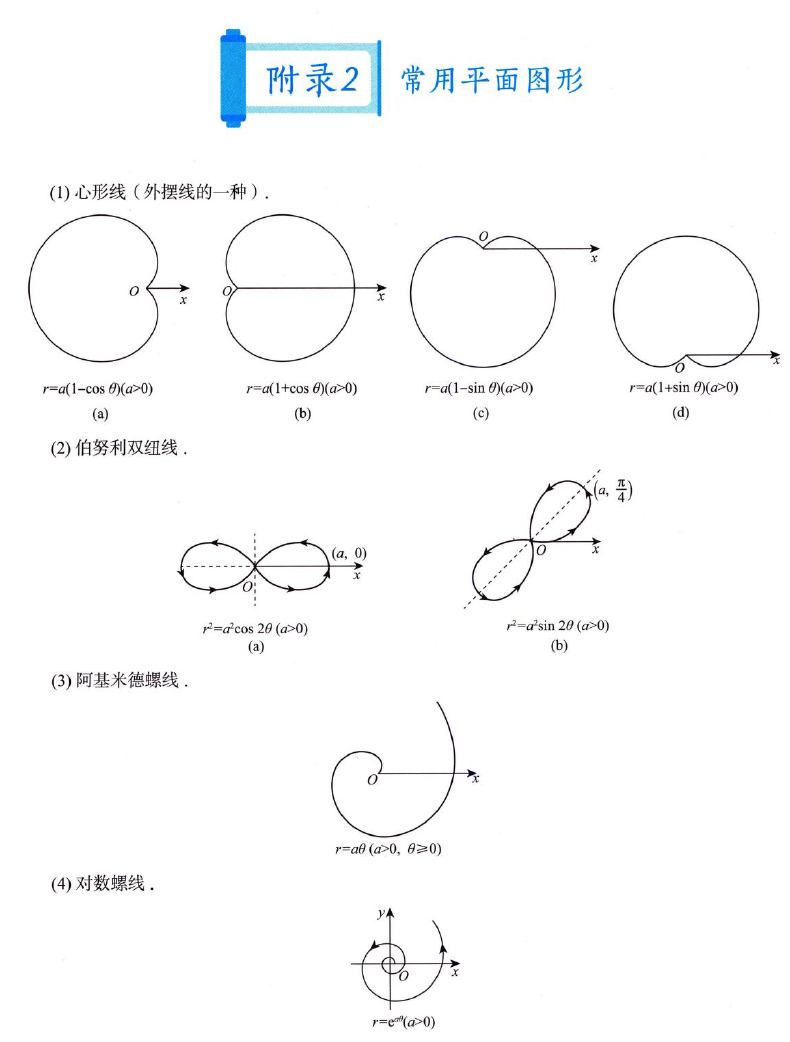 附录2 常用平面图形
(1) 心形线（外摆线的一种）.
O x
O x
O x
O x
r=a(1−cos θ)(a>0) r=a(1+cos θ)(a>0) r=a(1−sin θ)(a>0) r=a(1+sin θ)(a>0)
(a) (b) (c) (d)
(2) 伯努利双纽线.
(a, 0)
O x
(a, π/4)
O x
r²=a²cos 2θ (a>0) r²=a²sin 2θ (a>0)
(a) (b)
(3) 阿基米德螺线.
O x
r=aθ (a>0, θ≥0)
(4) 对数螺线.
y
O x
r=e^{aθ}(a>0)